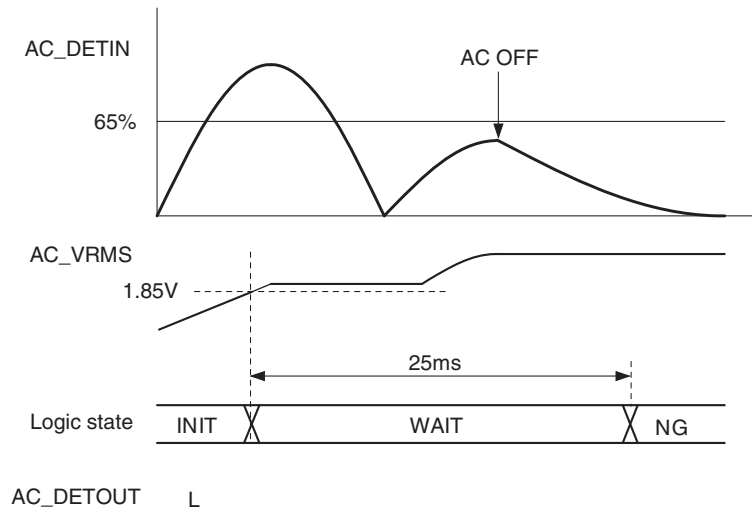 AC_DETIN
AC OFF
65%
AC_VRMS
1.85V
25ms
Logic state INIT WAIT NG
AC_DETOUT L